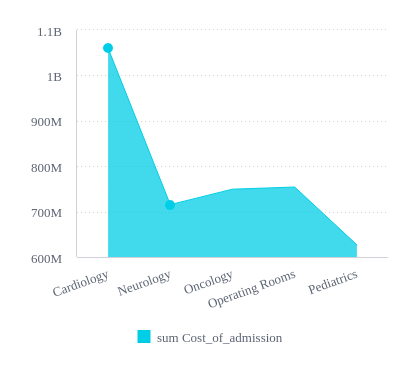 1.1B
1B
900M
800M
700M
600M
Cardiology
Neurology
Oncology
Operating Rooms
Pediatrics
sum Cost_of_admission